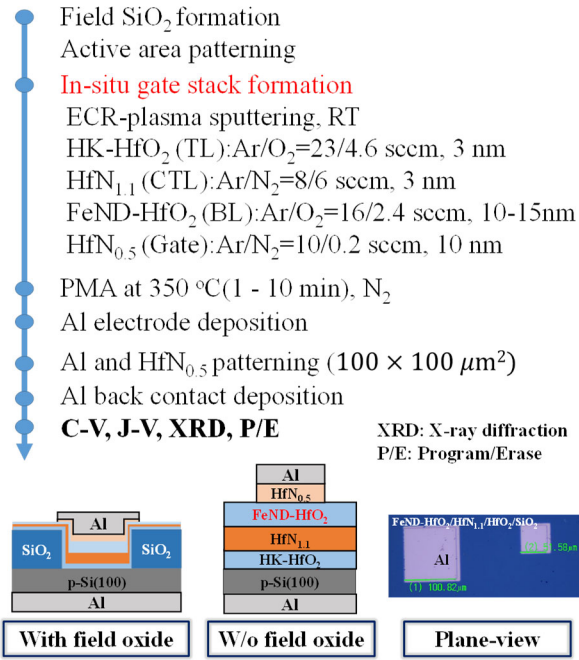 Field SiO₂ formation
Active area patterning
In-situ gate stack formation
ECR-plasma sputtering, RT
HK-HfO₂ (TL):Ar/O₂=23/4.6 sccm, 3 nm
HfN₁.₁ (CTL):Ar/N₂=8/6 sccm, 3 nm
FeND-HfO₂ (BL):Ar/O₂=16/2.4 sccm, 10-15nm
HfN₀.₅ (Gate):Ar/N₂=10/0.2 sccm, 10 nm
PMA at 350 °C(1 - 10 min), N₂
Al electrode deposition
Al and HfN₀.₅ patterning (100 × 100 μm²)
Al back contact deposition
C-V, J-V, XRD, P/E
XRD: X-ray diffraction
P/E: Program/Erase
Al
SiO₂
SiO₂
p-Si(100)
Al
With field oxide
Al
HfN₀.₅
FeND-HfO₂
HfN₁.₁
HK-HfO₂
p-Si(100)
Al
W/o field oxide
FeND-HfO₂/HfN₁.₁/HfO₂/SiO₂
Al
(1) 100.82μm
Plane-view